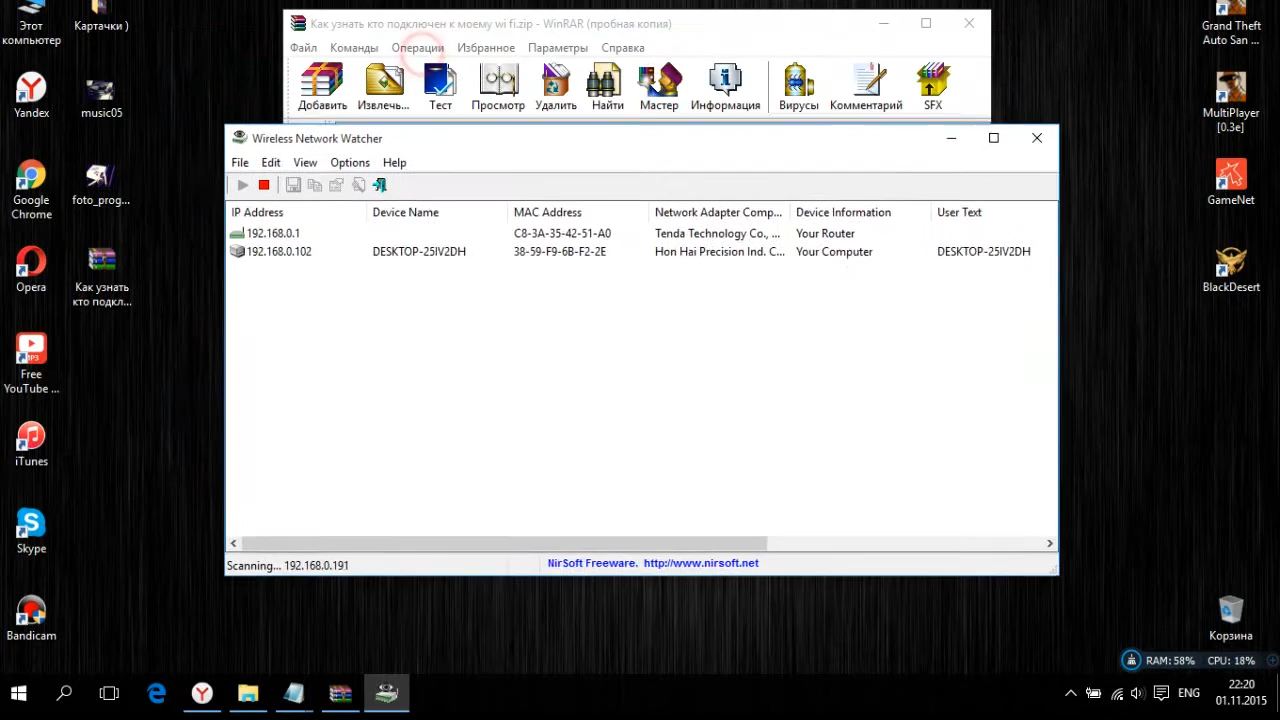 Этот
компьютер
Картачки )
Yandex
music05
Google
Chrome
foto_prog...
Opera
Как узнать
кто подкл...
Free
YouTube ...
iTunes
Skype
Bandicam
Как узнать кто подключен к моему wi fi.zip - WinRAR (пробная копия)
Файл Команды Операции Избранное Параметры Справка
Добавить Извлечь... Тест Просмотр Удалить Найти Мастер Информация Вирусы Комментарий SFX
Wireless Network Watcher
File Edit View Options Help
IP Address Device Name MAC Address Network Adapter Comp... Device Information User Text
192.168.0.1 C8-3A-35-42-51-A0 Tenda Technology Co., ... Your Router
192.168.0.102 DESKTOP-25IV2DH 38-59-F9-6B-F2-2E Hon Hai Precision Ind. C... Your Computer DESKTOP-25IV2DH
Scanning... 192.168.0.191
NirSoft Freeware. http://www.nirsoft.net
Grand Theft
Auto San ...
MultiPlayer
[0.3e]
GameNet
BlackDesert
Корзина
RAM: 58% CPU: 18%
ENG
22:20
01.11.2015